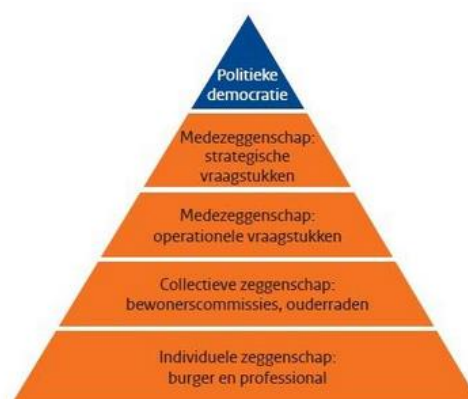 Politieke
democratie
Medezeggenschap:
strategische
vraagstukken
Medezeggenschap:
operationele vraagstukken
Collectieve zeggenschap:
bewonerscommissies, ouderraden
Individuele zeggenschap:
burger en professional